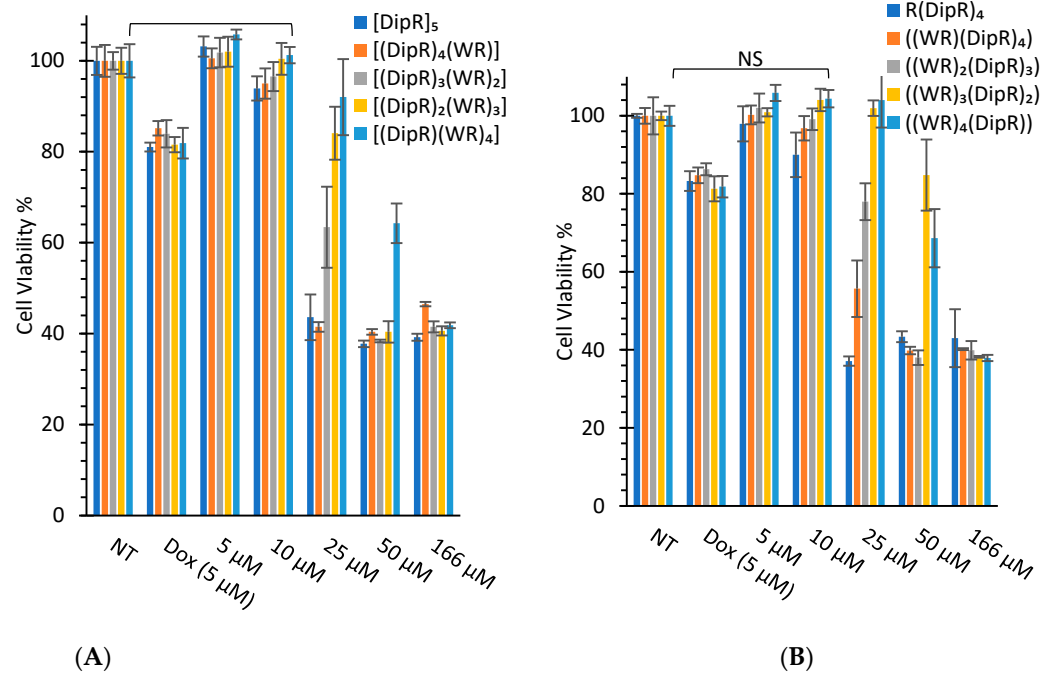 [DipR]₅
[(DipR)₄(WR)]
[(DipR)₃(WR)₂]
[(DipR)₂(WR)₃]
[(DipR)(WR)₄]
Cell VIability %
100
80
60
40
20
0
NT
Dox (5 µM)
5 µM
10 µM
25 µM
50 µM
166 µM
(A)
R(DipR)₄
((WR)(DipR)₄)
((WR)₂(DipR)₃)
((WR)₃(DipR)₂)
((WR)₄(DipR))
NS
Cell VIability %
100
80
60
40
20
0
NT
Dox (5 µM)
5 µM
10 µM
25 µM
50 µM
166 µM
(B)